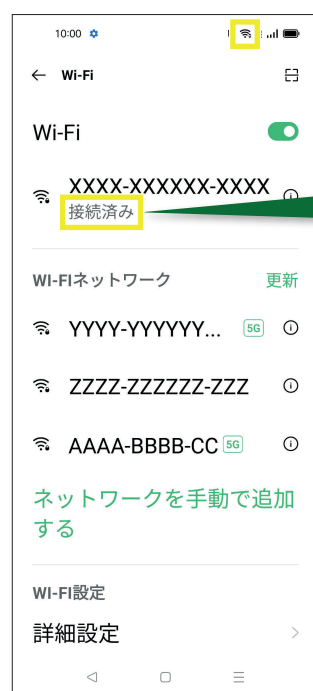 10:00
Wi-Fi
Wi-Fi
XXXX-XXXXXX-XXXX
接続済み
WI-FIネットワーク 更新
YYYY-YYYYYY... 5G
ZZZZ-ZZZZZZ-ZZZ
AAAA-BBBB-CC 5G
ネットワークを手動で追加
する
WI-FI設定
詳細設定